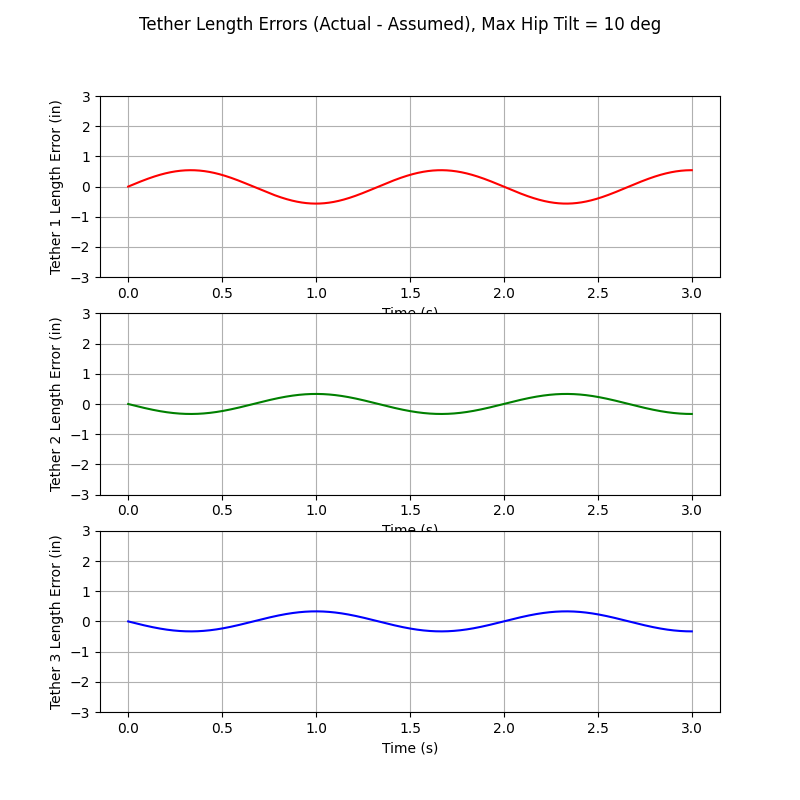 Tether Length Errors (Actual - Assumed), Max Hip Tilt = 10 deg
Tether 1 Length Error (in)
3
2
1
0
−1
−2
−3
0.0 0.5 1.0 1.5 2.0 2.5 3.0
Time (s)
Tether 2 Length Error (in)
3
2
1
0
−1
−2
−3
0.0 0.5 1.0 1.5 2.0 2.5 3.0
Time (s)
Tether 3 Length Error (in)
3
2
1
0
−1
−2
−3
0.0 0.5 1.0 1.5 2.0 2.5 3.0
Time (s)